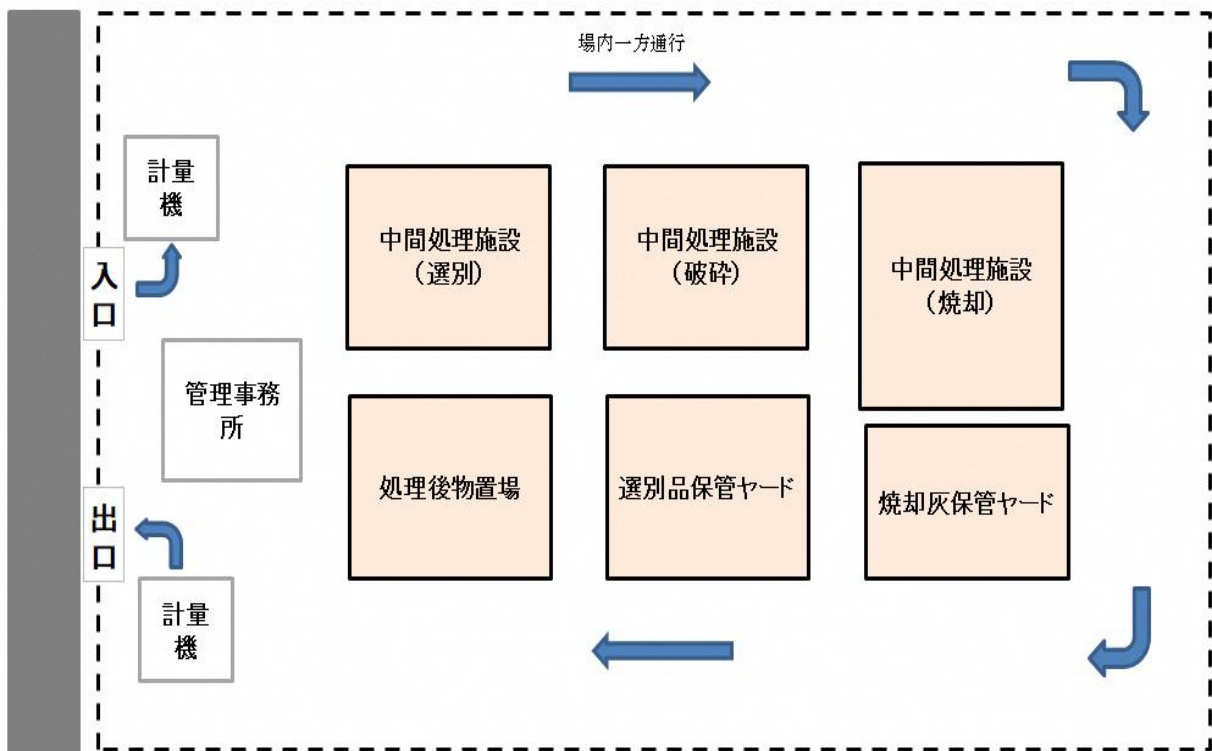 場内一方通行
計量
機
入
口
中間処理施設
（選別）
中間処理施設
（破砕）
中間処理施設
（焼却）
管理事務
所
処理後物置場
選別品保管ヤード
焼却灰保管ヤード
出
口
計量
機